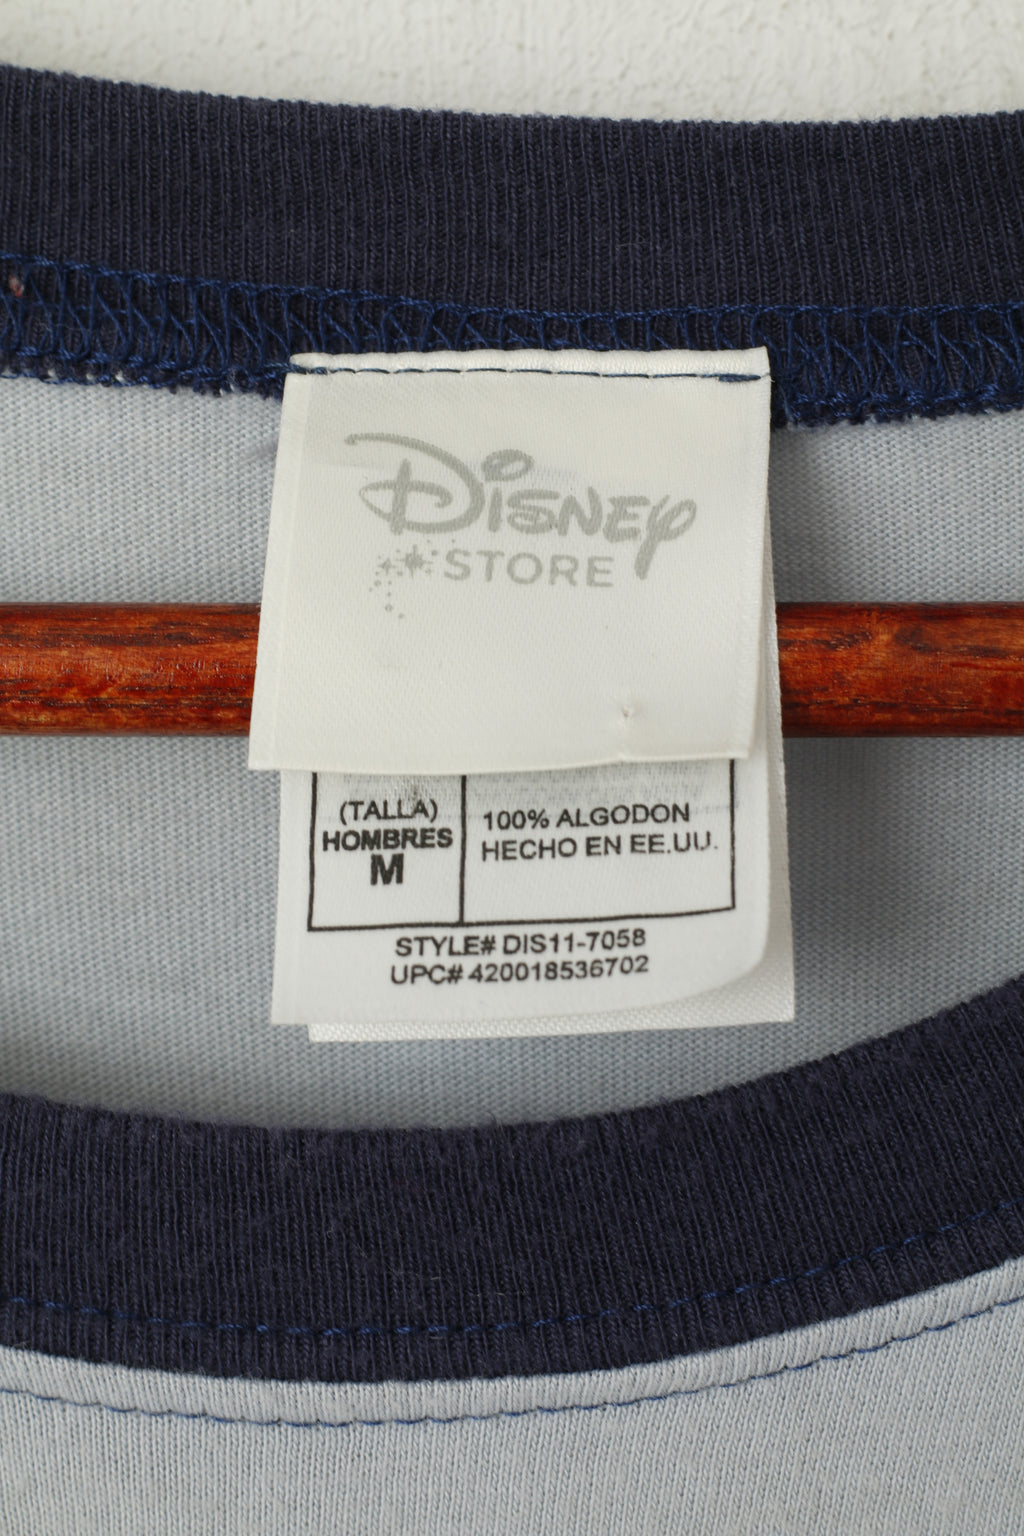 Disney
STORE
(TALLA)
HOMBRES
M
100% ALGODON
HECHO EN EE.UU.
STYLE# DIS11-7058
UPC# 420018536702